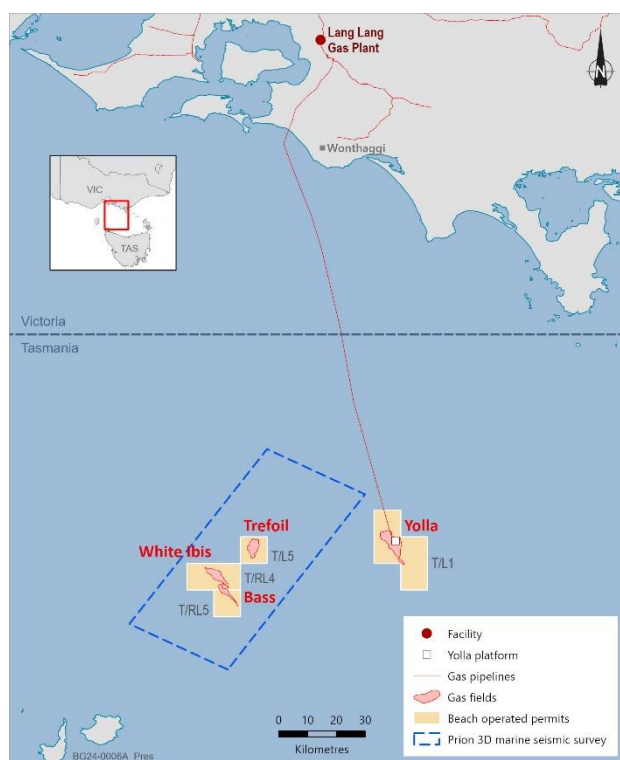 Lang Lang
Gas Plant
N
Wonthaggi
VIC
TAS
Victoria
Tasmania
Yolla
Trefoil
T/L5
White Ibis
T/RL4
T/L1
Bass
T/RL5
Facility
Yolla platform
Gas pipelines
Gas fields
Beach operated permits
Prion 3D marine seismic survey
0 10 20 30
Kilometres
BG24-0006A_Pres